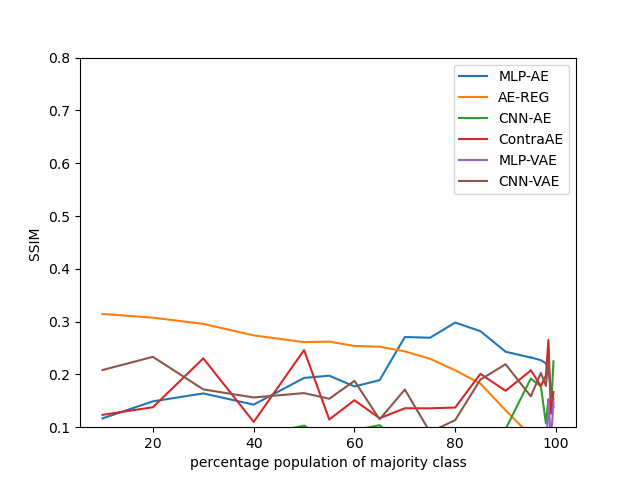 0.8
0.7
0.6
0.5
0.4
0.3
0.2
0.1
SSIM
MLP-AE
AE-REG
CNN-AE
ContraAE
MLP-VAE
CNN-VAE
20 40 60 80 100
percentage population of majority class